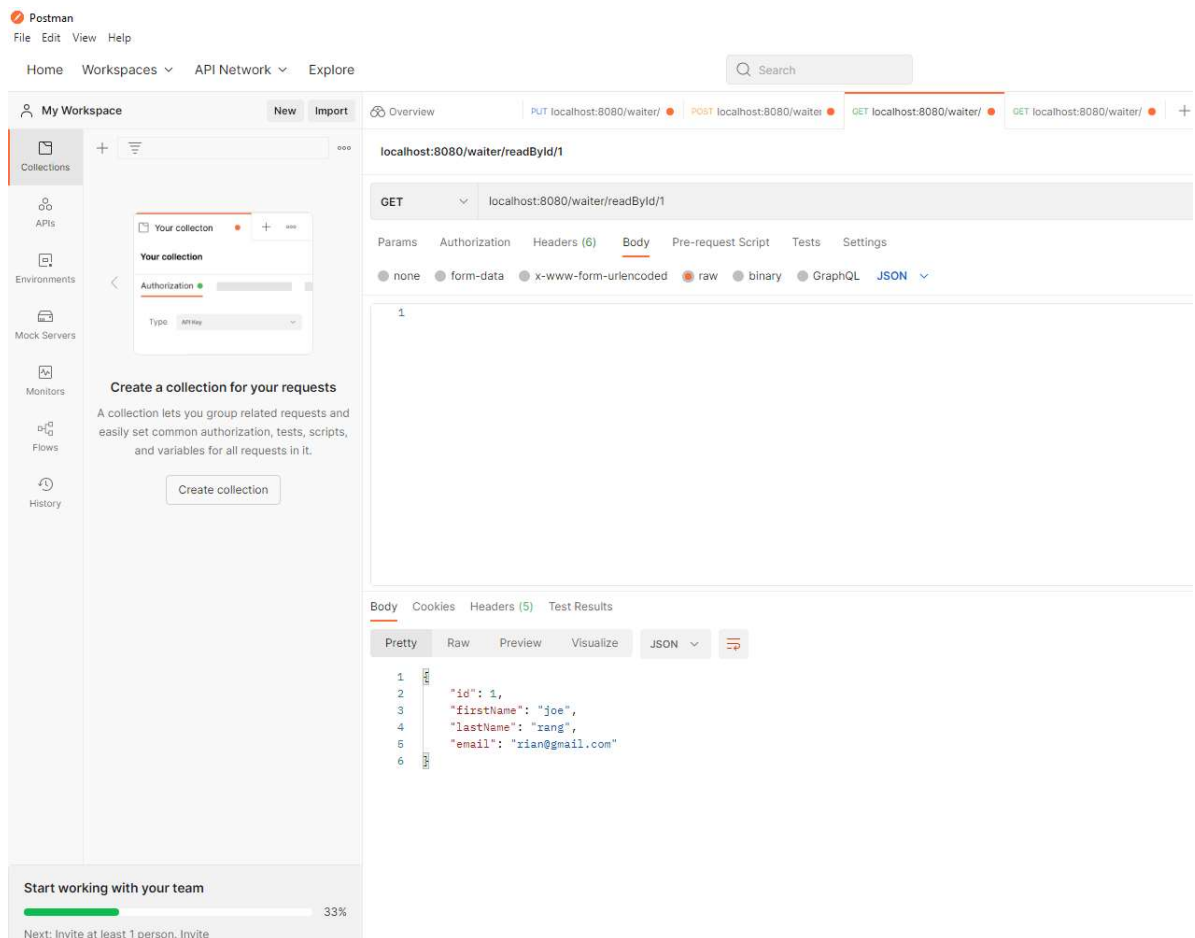 Postman
File Edit View Help
Home Workspaces API Network Explore
Search
My Workspace
New Import
Overview
PUT localhost:8080/waiter/
POST localhost:8080/waiter
GET localhost:8080/waiter/
GET localhost:8080/waiter/
Collections
APIs
Environments
Mock Servers
Monitors
Flows
History
Your collecton
Your collection
Authorization
Type API Key
Create a collection for your requests
A collection lets you group related requests and
easily set common authorization, tests, scripts,
and variables for all requests in it.
Create collection
Start working with your team
33%
Next: Invite at least 1 person. Invite
localhost:8080/waiter/readById/1
GET localhost:8080/waiter/readById/1
Params Authorization Headers (6) Body Pre-request Script Tests Settings
none form-data x-www-form-urlencoded raw binary GraphQL JSON
1
Body Cookies Headers (5) Test Results
Pretty Raw Preview Visualize JSON
1 {
2 "id": 1,
3 "firstName": "joe",
4 "lastName": "rang",
5 "email": "rian@gmail.com"
6 }